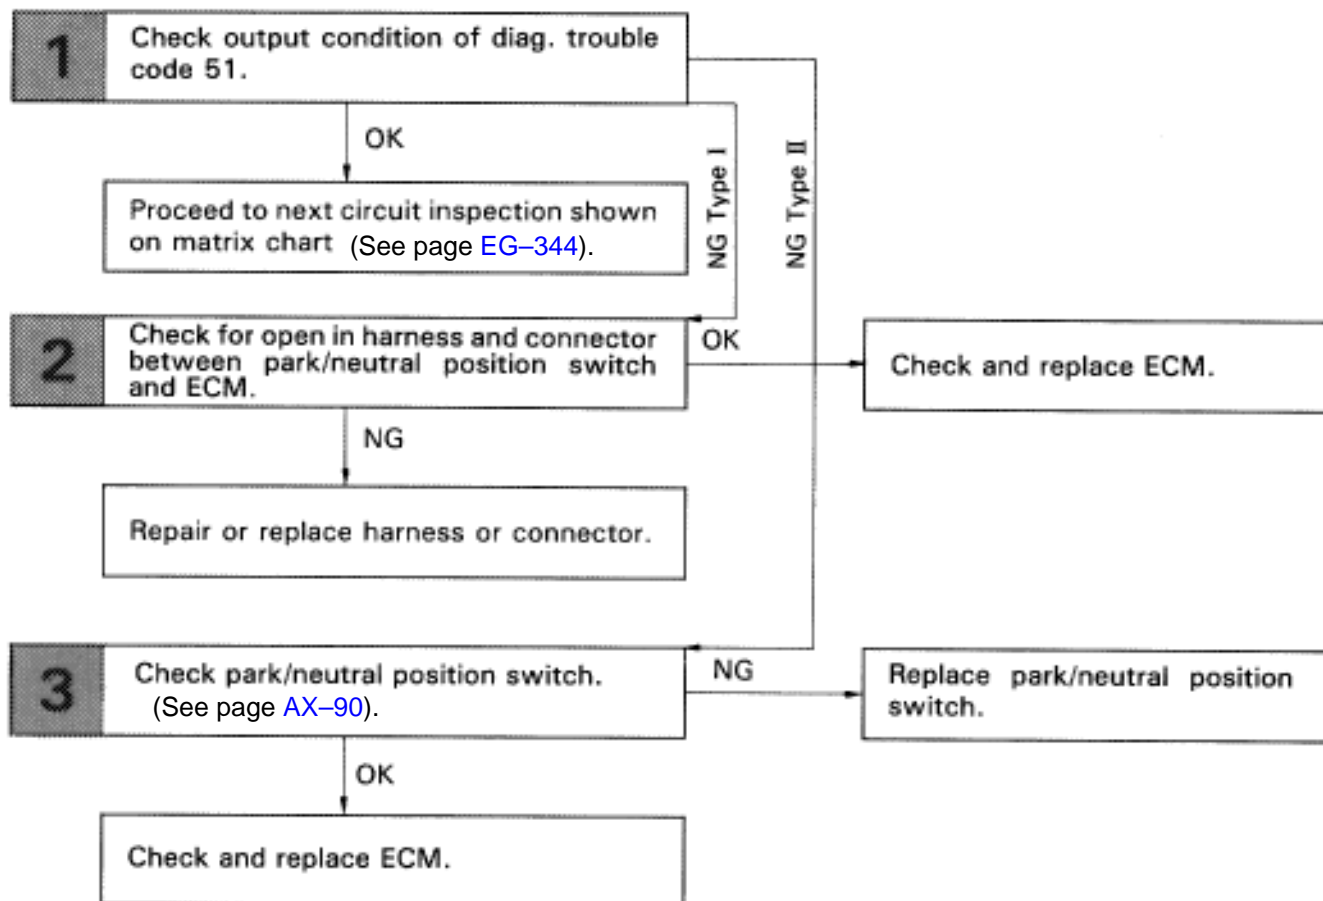 1
Check output condition of diag. trouble
code 51.
OK
NG Type I
NG Type II
Proceed to next circuit inspection shown
on matrix chart (See page EG–344).
2
Check for open in harness and connector
between park/neutral position switch
and ECM.
OK
Check and replace ECM.
NG
Repair or replace harness or connector.
3
Check park/neutral position switch.
(See page AX–90).
NG
Replace park/neutral position
switch.
OK
Check and replace ECM.